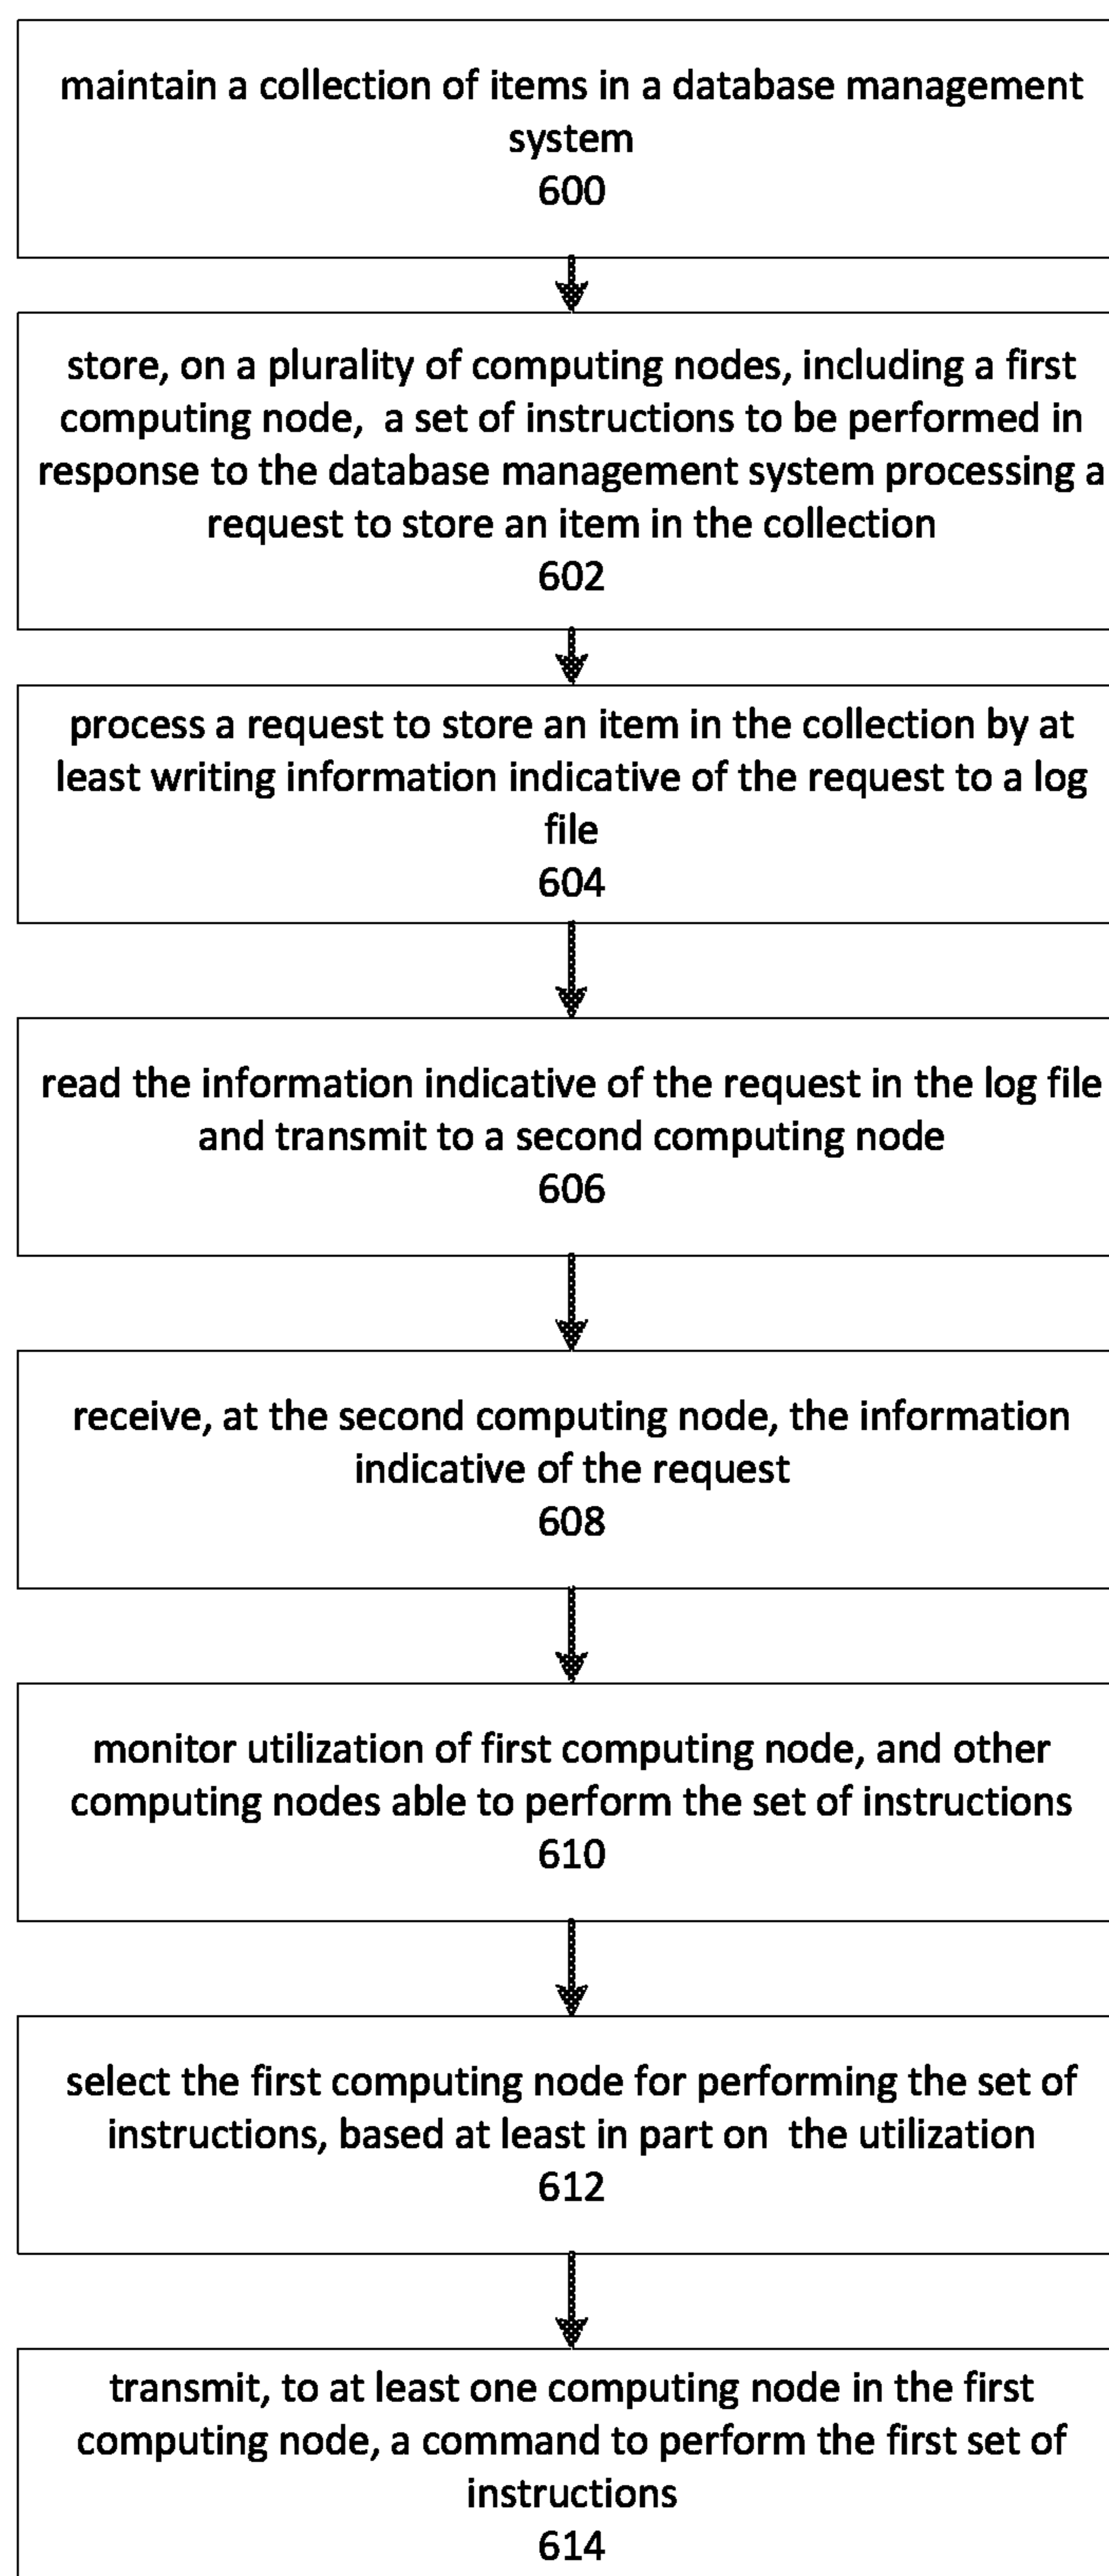 maintain a collection of items in a database management
system
600
store, on a plurality of computing nodes, including a first
computing node, a set of instructions to be performed in
response to the database management system processing a
request to store an item in the collection
602
process a request to store an item in the collection by at
least writing information indicative of the request to a log
file
604
read the information indicative of the request in the log file
and transmit to a second computing node
606
receive, at the second computing node, the information
indicative of the request
608
monitor utilization of first computing node, and other
computing nodes able to perform the set of instructions
610
select the first computing node for performing the set of
instructions, based at least in part on the utilization
612
transmit, to at least one computing node in the first
computing node, a command to perform the first set of
instructions
614